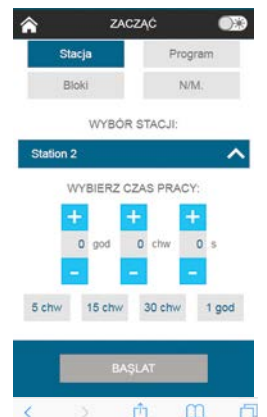 ZACZĄĆ
Stacja Program
Bloki N/M.
WYBÓR STACJI:
Station 2
WYBIERZ CZAS PRACY:
+ + +
0 god 0 chw 0 s
- - -
5 chw 15 chw 30 chw 1 god
BAŞLAT